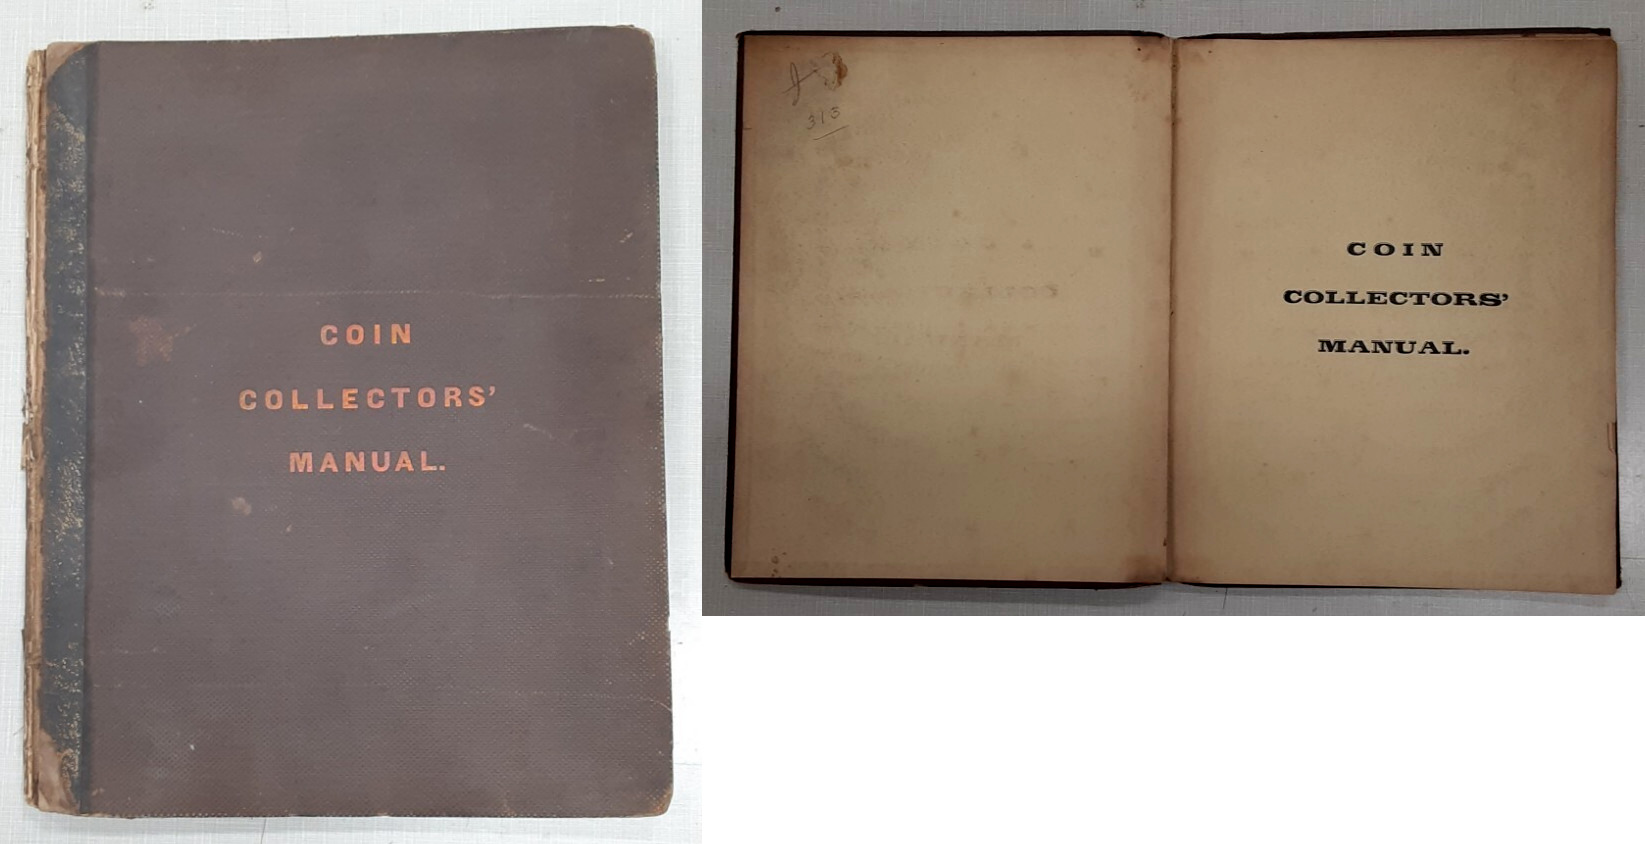 COIN
COLLECTORS'
MANUAL.
313
COIN
COLLECTORS'
MANUAL.